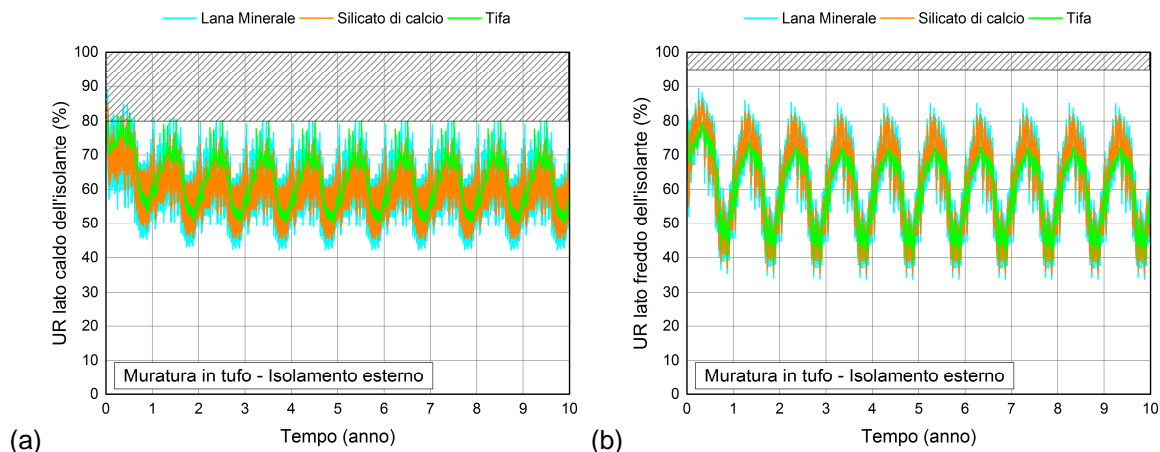 Lana Minerale Silicato di calcio Tifa
UR lato caldo dell'isolante (%)
100
90
80
70
60
50
40
30
20
10
0
Muratura in tufo - Isolamento esterno
0 1 2 3 4 5 6 7 8 9 10
Tempo (anno)
(a)
Lana Minerale Silicato di calcio Tifa
UR lato freddo dell'isolante (%)
100
90
80
70
60
50
40
30
20
10
0
Muratura in tufo - Isolamento esterno
0 1 2 3 4 5 6 7 8 9 10
Tempo (anno)
(b)